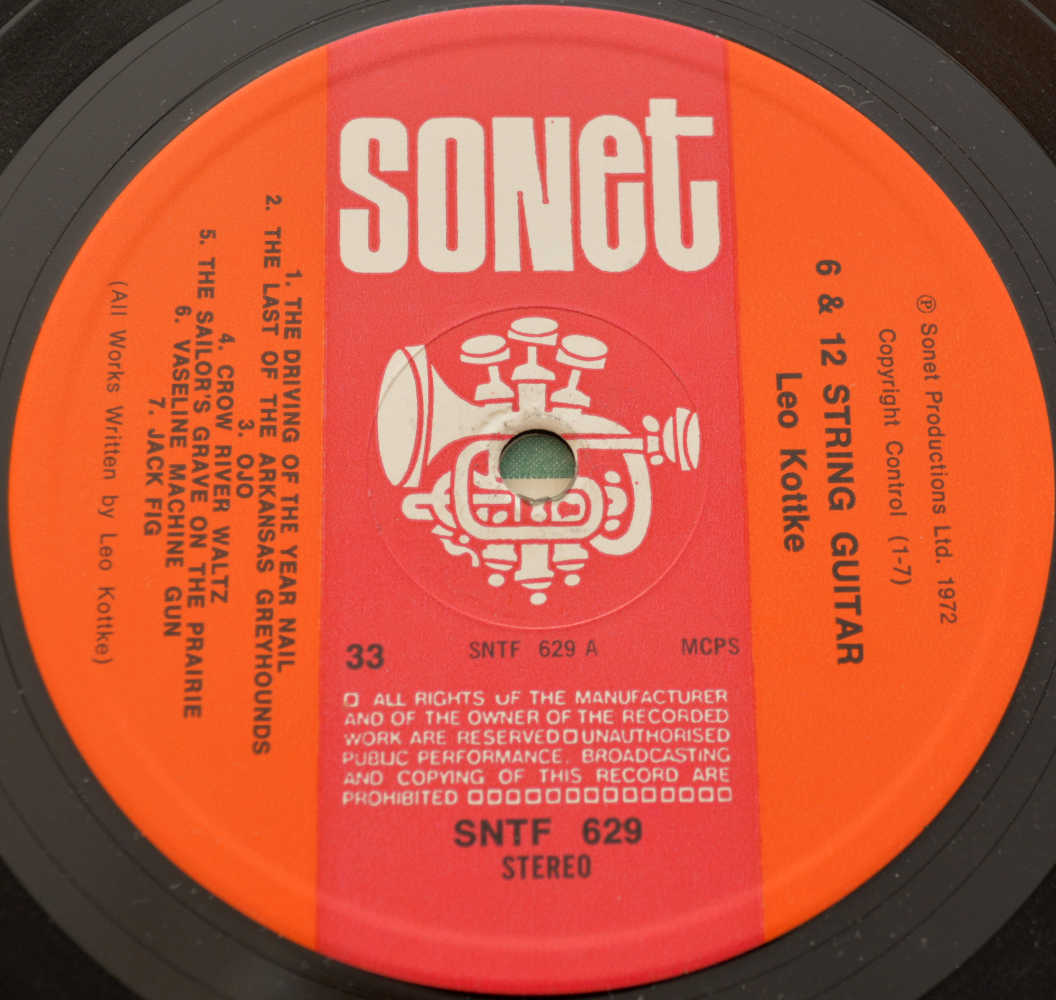 SONET
6 & 12 STRING GUITAR
Leo Kottke
℗ Sonet Productions Ltd. 1972
Copyright Control (1-7)
1. THE DRIVING OF THE YEAR NAIL
2. THE LAST OF THE ARKANSAS GREYHOUNDS
3. OJO
4. CROW RIVER WALTZ
5. THE SAILOR'S GRAVE ON THE PRAIRIE
6. VASELINE MACHINE GUN
7. JACK FIG
(All Works Written by Leo Kottke)
33 SNTF 629 A MCPS
□ ALL RIGHTS OF THE MANUFACTURER
AND OF THE OWNER OF THE RECORDED
WORK ARE RESERVED □ UNAUTHORISED
PUBLIC PERFORMANCE, BROADCASTING
AND COPYING OF THIS RECORD ARE
PROHIBITED □□□□□□□□□□□□□□
SNTF 629
STEREO